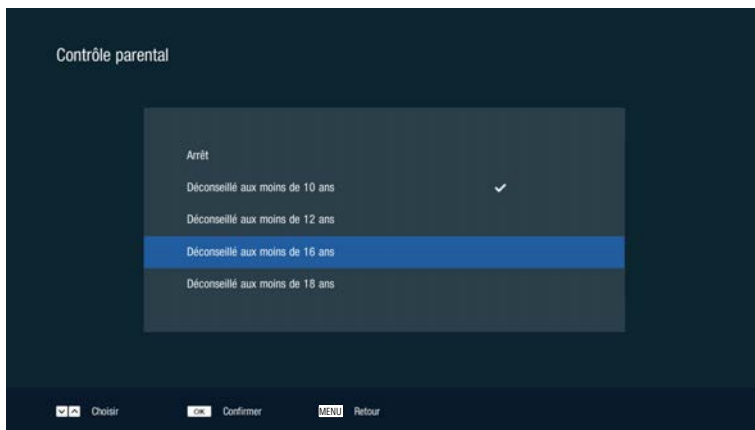 Contrôle parental
Arrêt
Déconseillé aux moins de 10 ans
Déconseillé aux moins de 12 ans
Déconseillé aux moins de 16 ans
Déconseillé aux moins de 18 ans
Choisir OK Confirmer MENU Retour